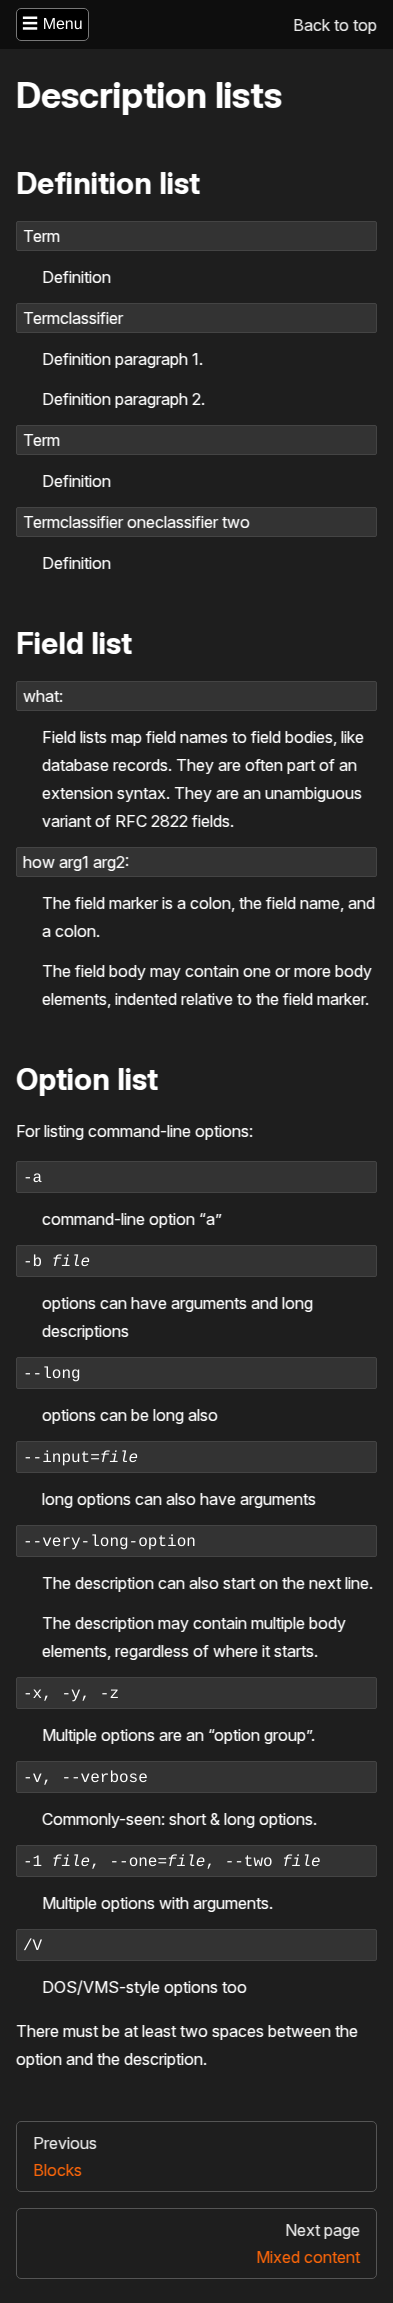 ☰ Menu
Back to top
Description lists
Definition list
Term
Definition
Termclassifier
Definition paragraph 1.
Definition paragraph 2.
Term
Definition
Termclassifier oneclassifier two
Definition
Field list
what:
Field lists map field names to field bodies, like
database records. They are often part of an
extension syntax. They are an unambiguous
variant of RFC 2822 fields.
how arg1 arg2:
The field marker is a colon, the field name, and
a colon.
The field body may contain one or more body
elements, indented relative to the field marker.
Option list
For listing command-line options:
-a
command-line option “a”
-b file
options can have arguments and long
descriptions
--long
options can be long also
--input=file
long options can also have arguments
--very-long-option
The description can also start on the next line.
The description may contain multiple body
elements, regardless of where it starts.
-x, -y, -z
Multiple options are an “option group”.
-v, --verbose
Commonly-seen: short & long options.
-1 file, --one=file, --two file
Multiple options with arguments.
/V
DOS/VMS-style options too
There must be at least two spaces between the
option and the description.
Previous
Blocks
Next page
Mixed content